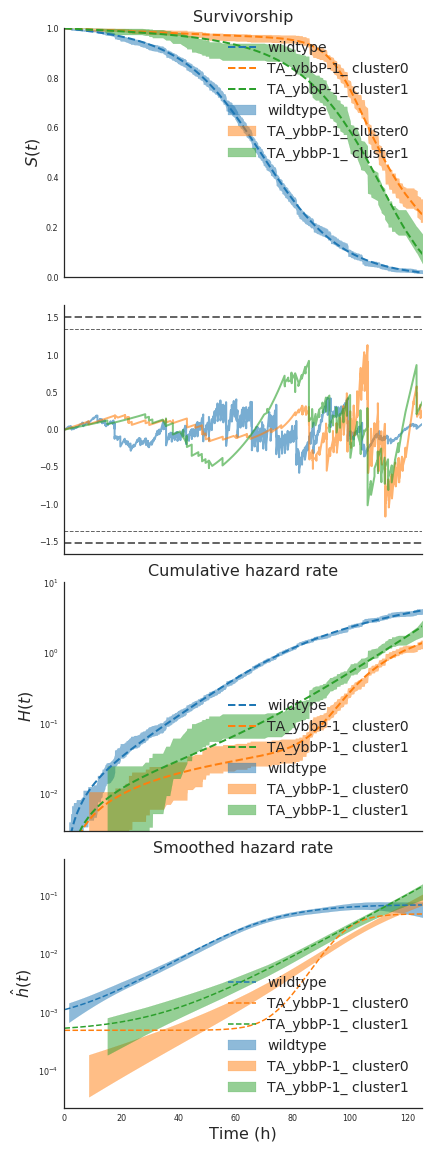 Survivorship
1.0
0.8
0.6
0.4
0.2
0.0
S(t)
wildtype
TA_ybbP-1_ cluster0
TA_ybbP-1_ cluster1
wildtype
TA_ybbP-1_ cluster0
TA_ybbP-1_ cluster1
1.5
1.0
0.5
0.0
−0.5
−1.0
−1.5
Cumulative hazard rate
10¹
10⁰
10⁻¹
10⁻²
H(t)
wildtype
TA_ybbP-1_ cluster0
TA_ybbP-1_ cluster1
wildtype
TA_ybbP-1_ cluster0
TA_ybbP-1_ cluster1
Smoothed hazard rate
10⁻¹
10⁻²
10⁻³
10⁻⁴
ĥ(t)
wildtype
TA_ybbP-1_ cluster0
TA_ybbP-1_ cluster1
wildtype
TA_ybbP-1_ cluster0
TA_ybbP-1_ cluster1
0 20 40 60 80 100 120
Time (h)